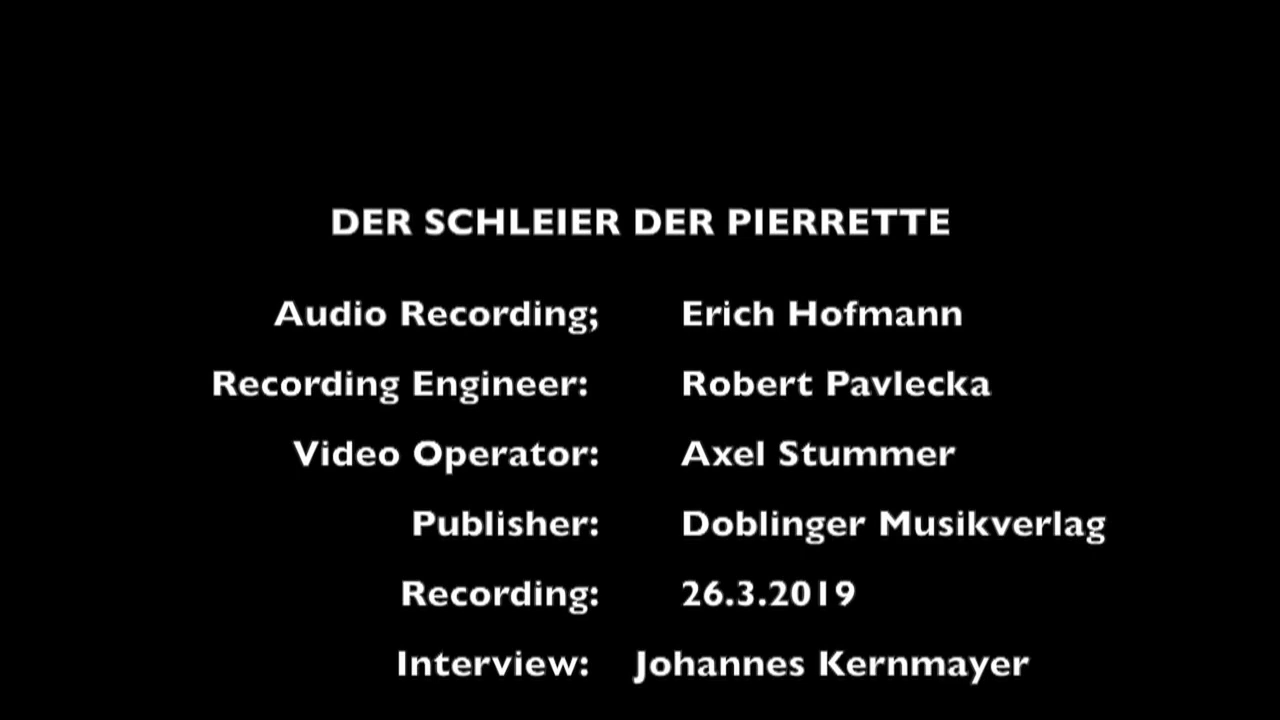 DER SCHLEIER DER PIERRETTE
Audio Recording; Erich Hofmann
Recording Engineer: Robert Pavlecka
Video Operator: Axel Stummer
Publisher: Doblinger Musikverlag
Recording: 26.3.2019
Interview: Johannes Kernmayer